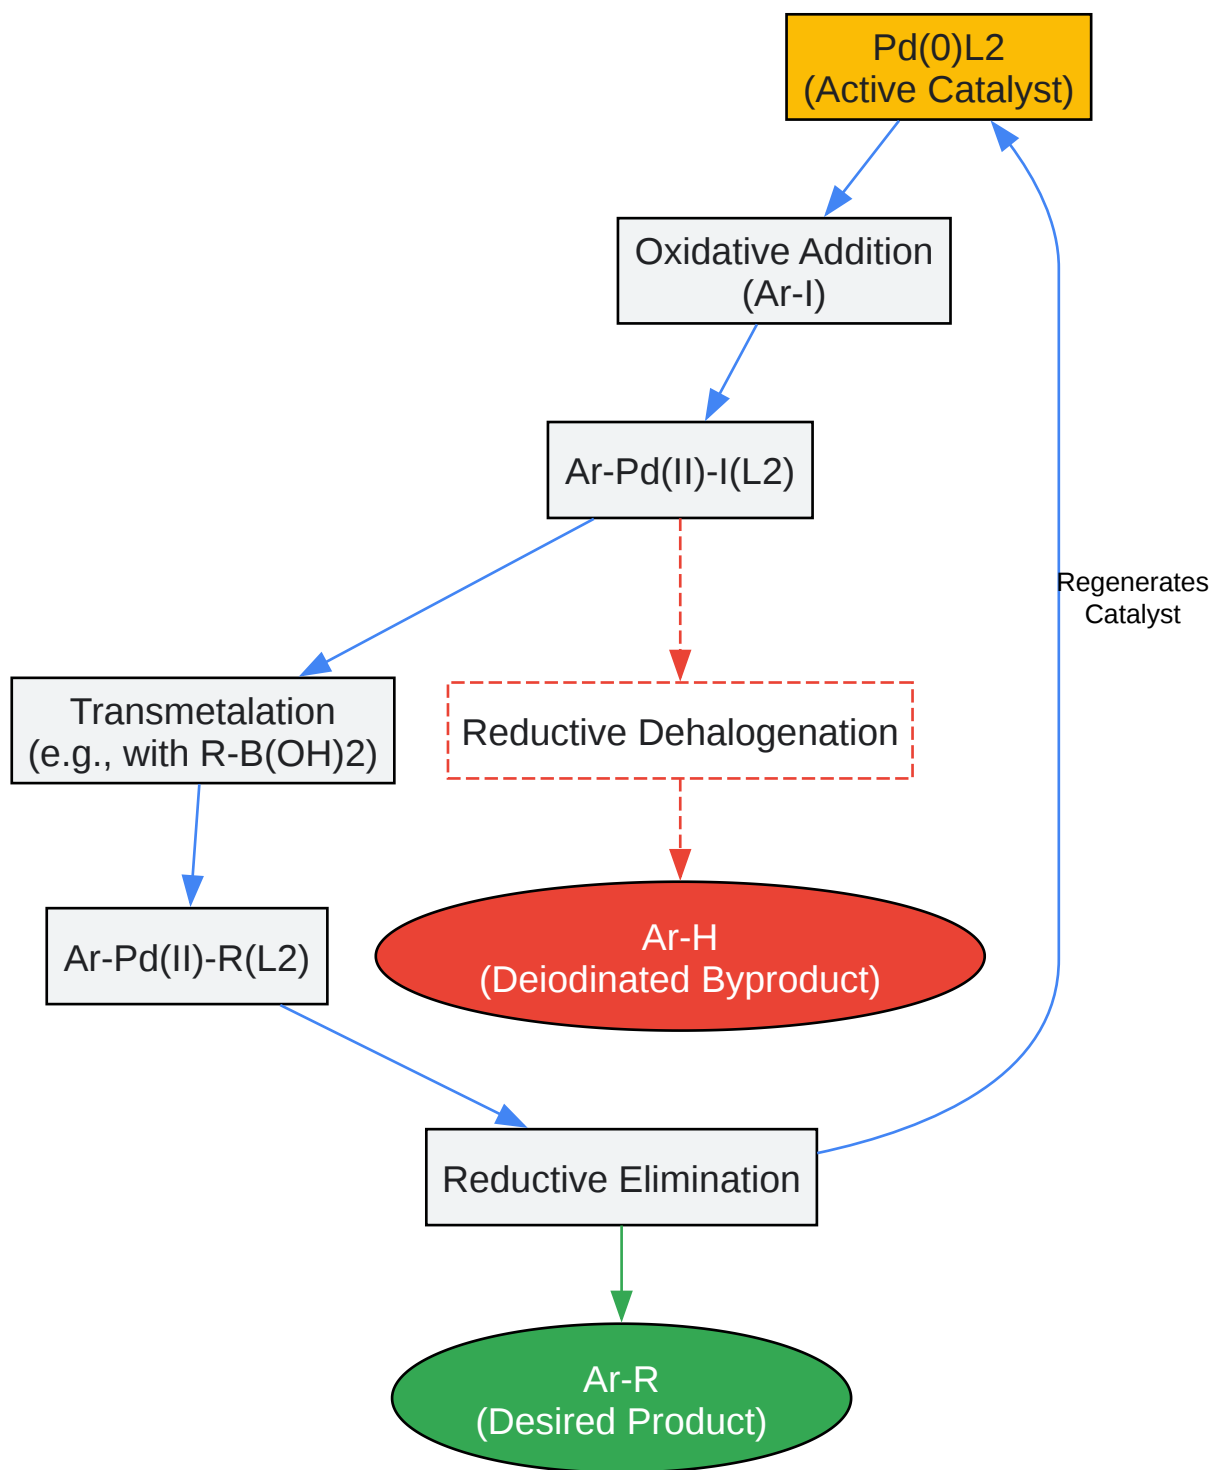 Pd(0)L2
(Active Catalyst)
Oxidative Addition
(Ar-I)
Ar-Pd(II)-I(L2)
Regenerates
Catalyst
Transmetalation
(e.g., with R-B(OH)2)
Reductive Dehalogenation
Ar-Pd(II)-R(L2)
Ar-H
(Deiodinated Byproduct)
Reductive Elimination
Ar-R
(Desired Product)